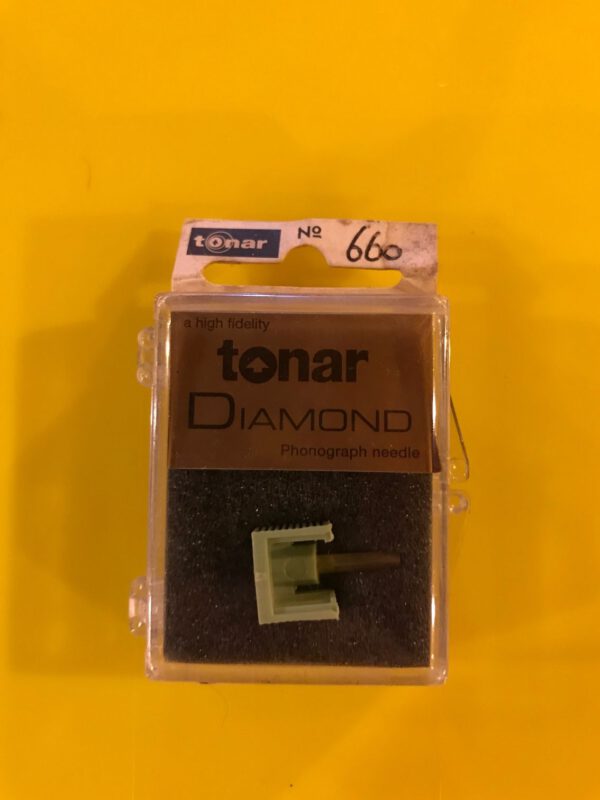 tonar Nº 660
a high fidelity
tonar
DIAMOND
Phonograph needle